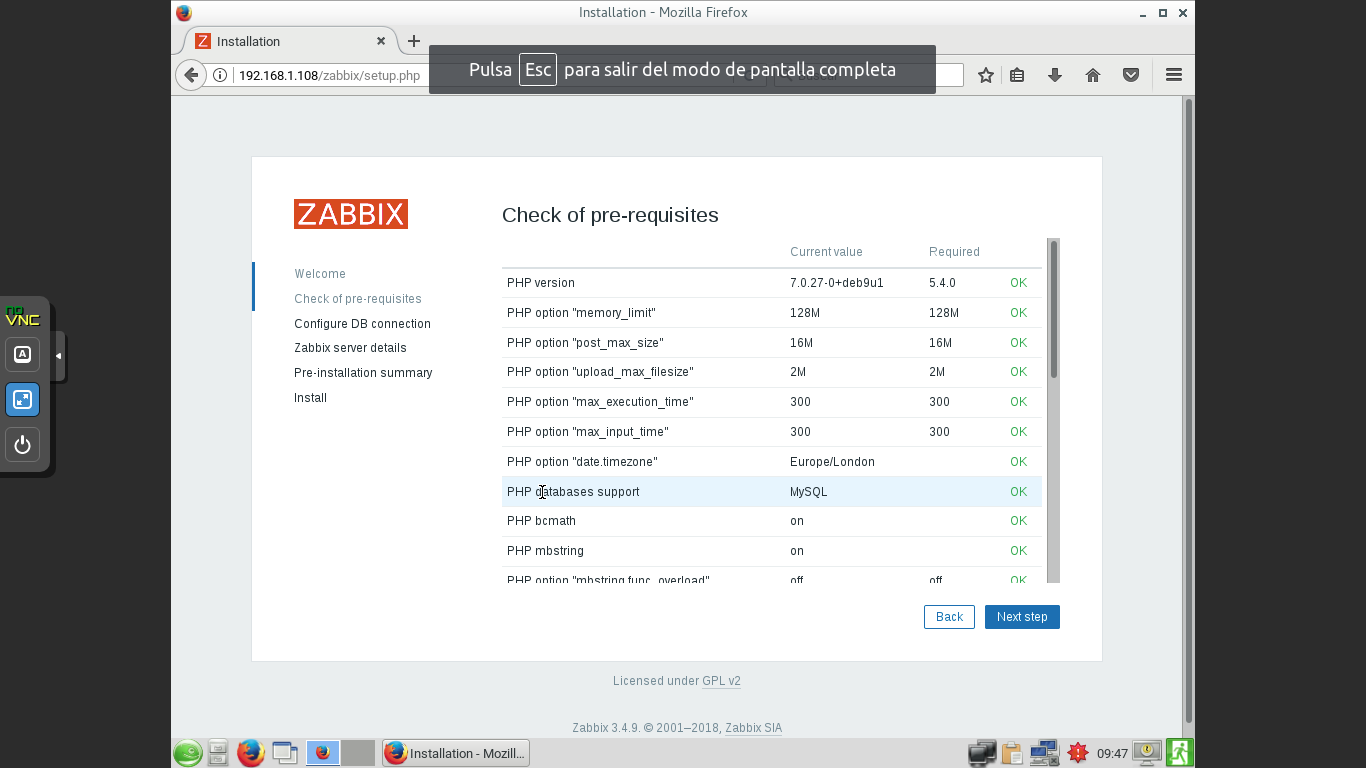 Installation - Mozilla Firefox
Installation
Pulsa Esc para salir del modo de pantalla completa
192.168.1.108/zabbix/setup.php
ZABBIX
Check of pre-requisites
Welcome
Check of pre-requisites
Configure DB connection
Zabbix server details
Pre-installation summary
Install
Current value Required
PHP version 7.0.27-0+deb9u1 5.4.0 OK
PHP option "memory_limit" 128M 128M OK
PHP option "post_max_size" 16M 16M OK
PHP option "upload_max_filesize" 2M 2M OK
PHP option "max_execution_time" 300 300 OK
PHP option "max_input_time" 300 300 OK
PHP option "date.timezone" Europe/London OK
PHP databases support MySQL OK
PHP bcmath on OK
PHP mbstring on OK
PHP option "mbstring.func_overload" off off OK
Back Next step
Licensed under GPL v2
Zabbix 3.4.9. © 2001–2018, Zabbix SIA
no
VNC
A
Installation - Mozill...
09:47